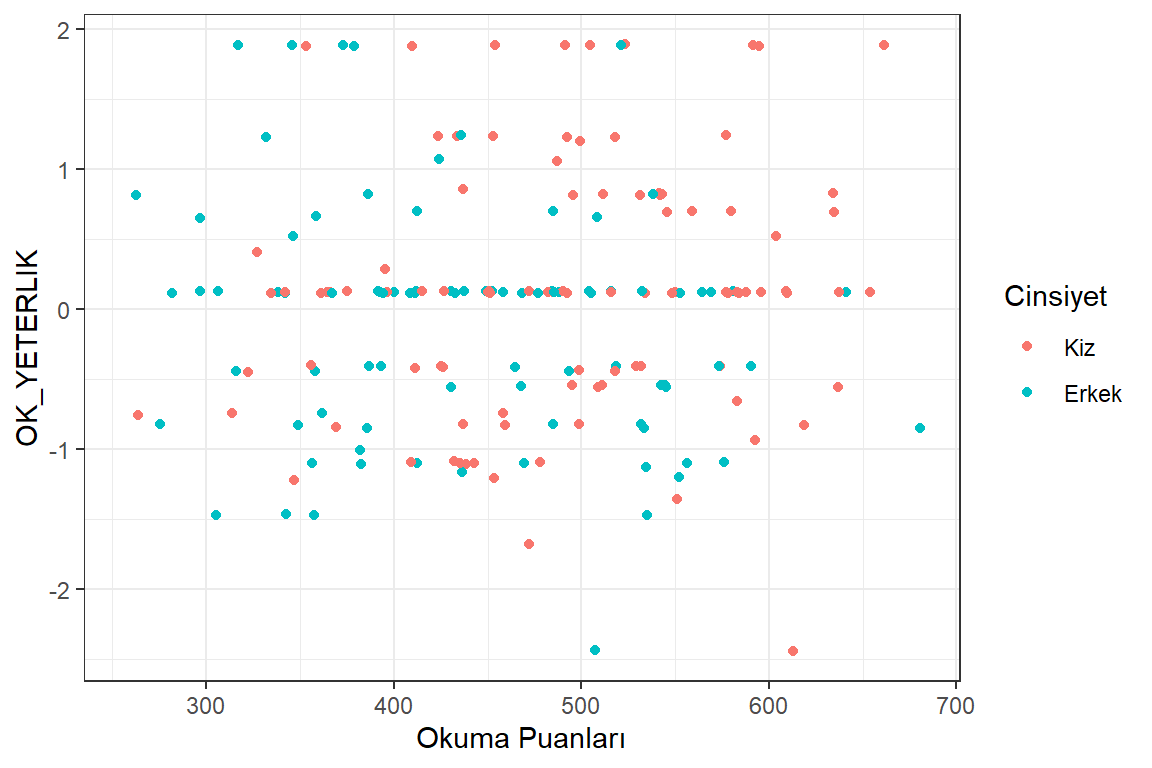 2
1
0
-1
-2
OK_YETERLIK
300 400 500 600 700
Okuma Puanları
Cinsiyet
Kiz
Erkek